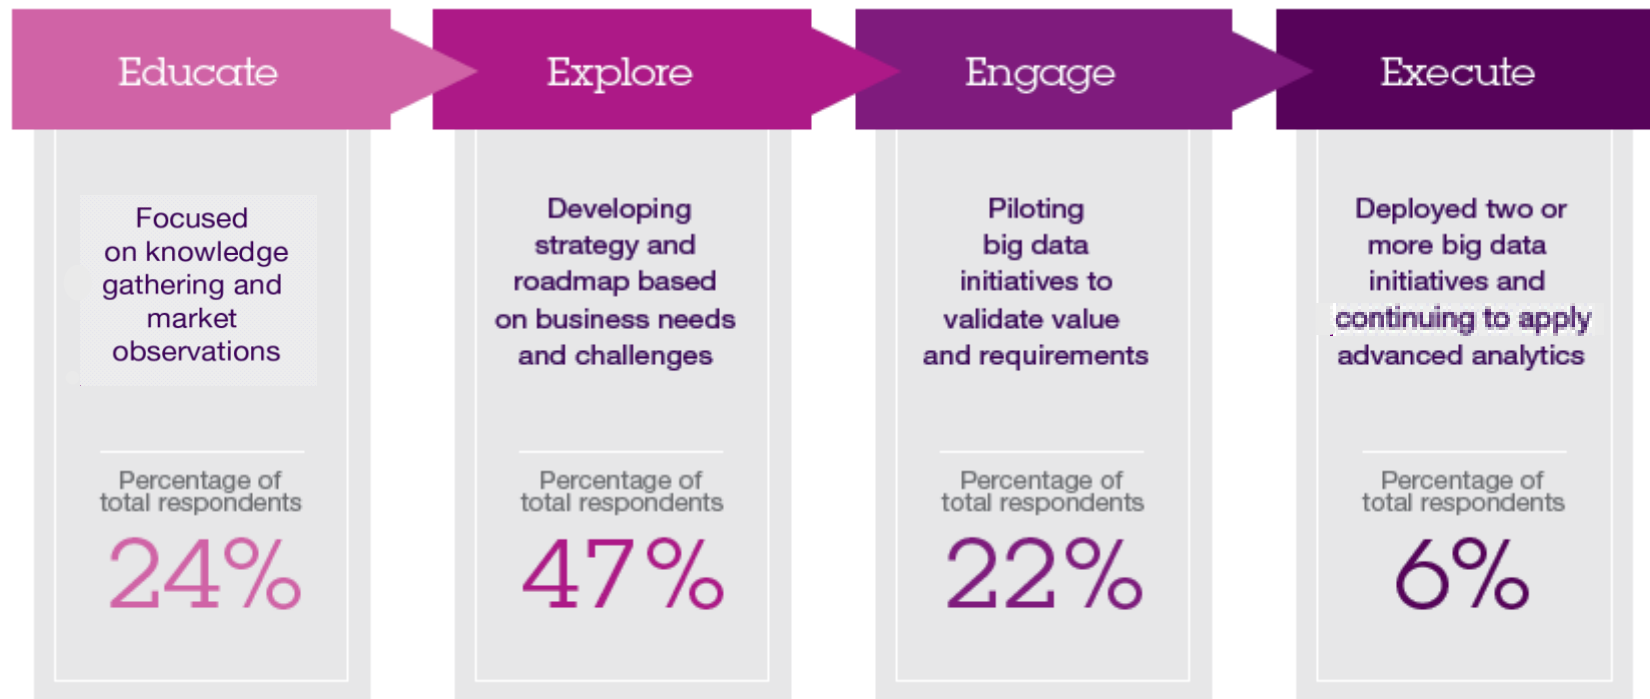 Educate
Focused
on knowledge
gathering and
market
observations
Percentage of
total respondents
24%
Explore
Developing
strategy and
roadmap based
on business needs
and challenges
Percentage of
total respondents
47%
Engage
Piloting
big data
initiatives to
validate value
and requirements
Percentage of
total respondents
22%
Execute
Deployed two or
more big data
initiatives and
continuing to apply
advanced analytics
Percentage of
total respondents
6%